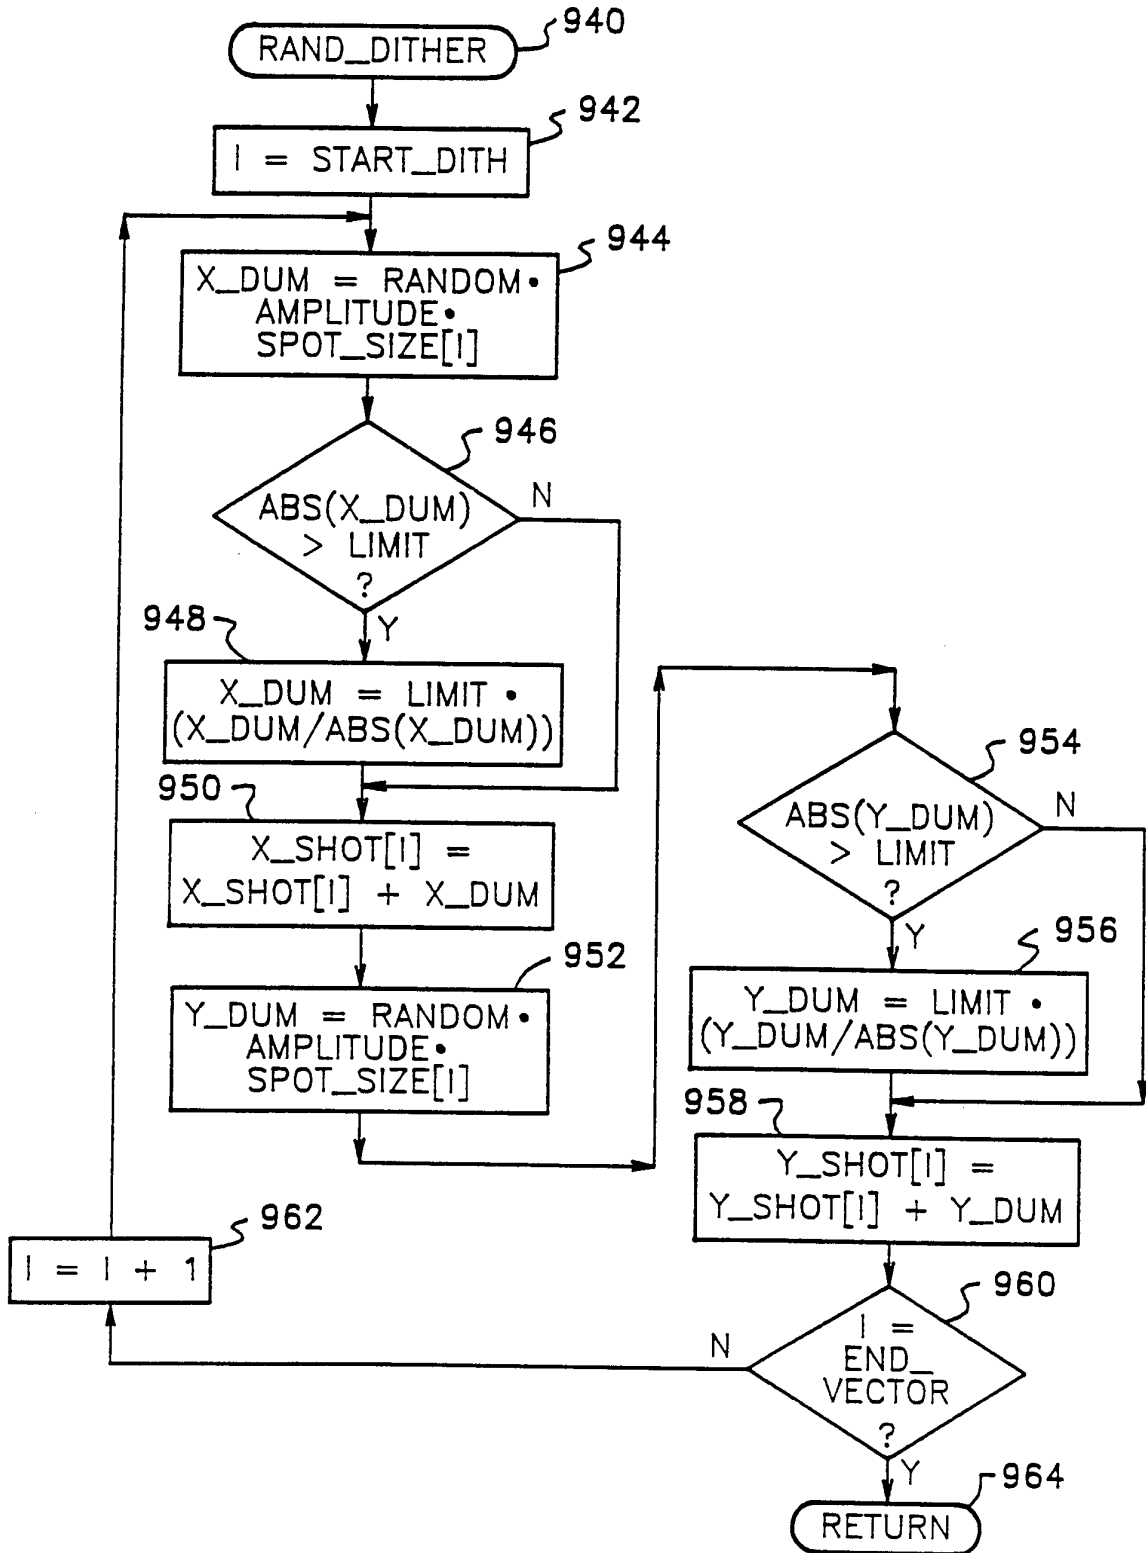 RAND_DITHER
940
942
I = START_DITH
944
X_DUM = RANDOM •
AMPLITUDE •
SPOT_SIZE[I]
946
ABS(X_DUM)
> LIMIT
?
N
Y
948
X_DUM = LIMIT •
(X_DUM/ABS(X_DUM))
950
X_SHOT[I] =
X_SHOT[I] + X_DUM
952
Y_DUM = RANDOM •
AMPLITUDE •
SPOT_SIZE[I]
954
ABS(Y_DUM)
> LIMIT
?
N
Y
956
Y_DUM = LIMIT •
(Y_DUM/ABS(Y_DUM))
958
Y_SHOT[I] =
Y_SHOT[I] + Y_DUM
960
I =
END_
VECTOR
?
N
Y
962
I = I + 1
964
RETURN